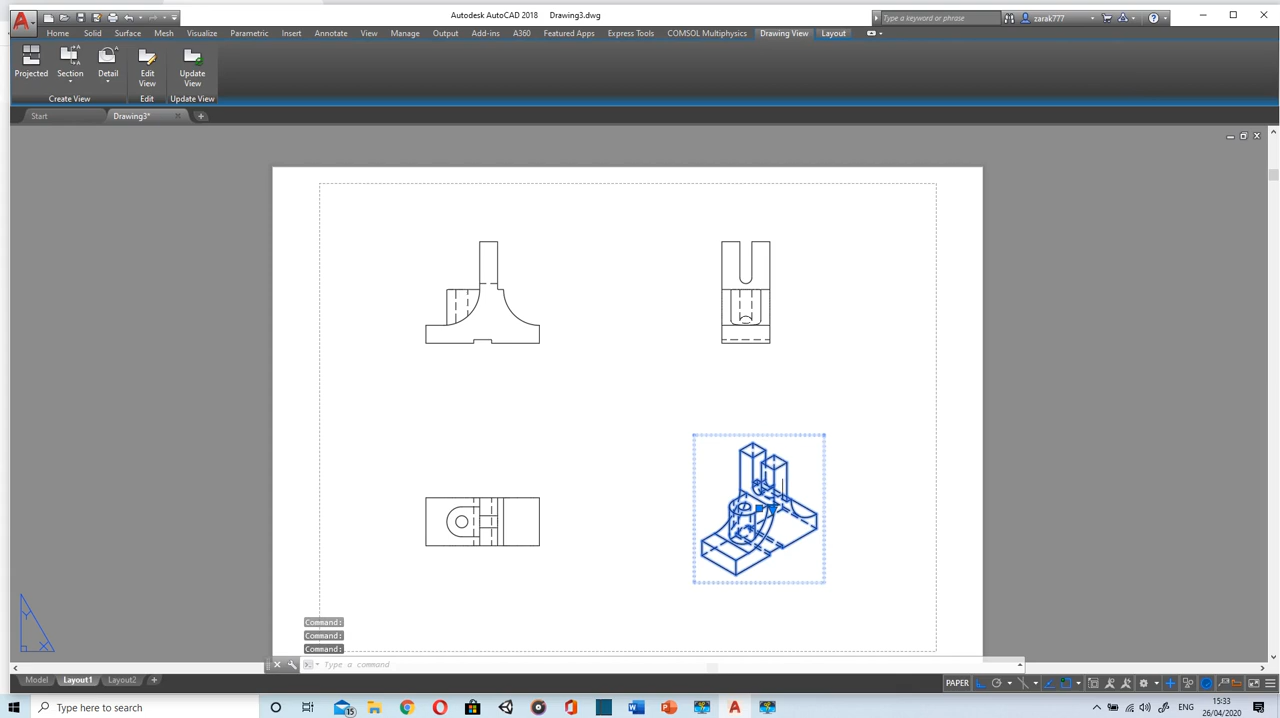 Autodesk AutoCAD 2018 Drawing3.dwg
Type a keyword or phrase
zarak777
Home Solid Surface Mesh Visualize Parametric Insert Annotate View Manage Output Add-ins A360 Featured Apps Express Tools COMSOL Multiphysics Drawing View Layout
Projected Section Detail Edit View Update View
Create View Edit Update View
Start Drawing3*
Y
X
Command:
Command:
Command:
Type a command
Model Layout1 Layout2
PAPER
Type here to search
15
ENG
15:33
26/04/2020